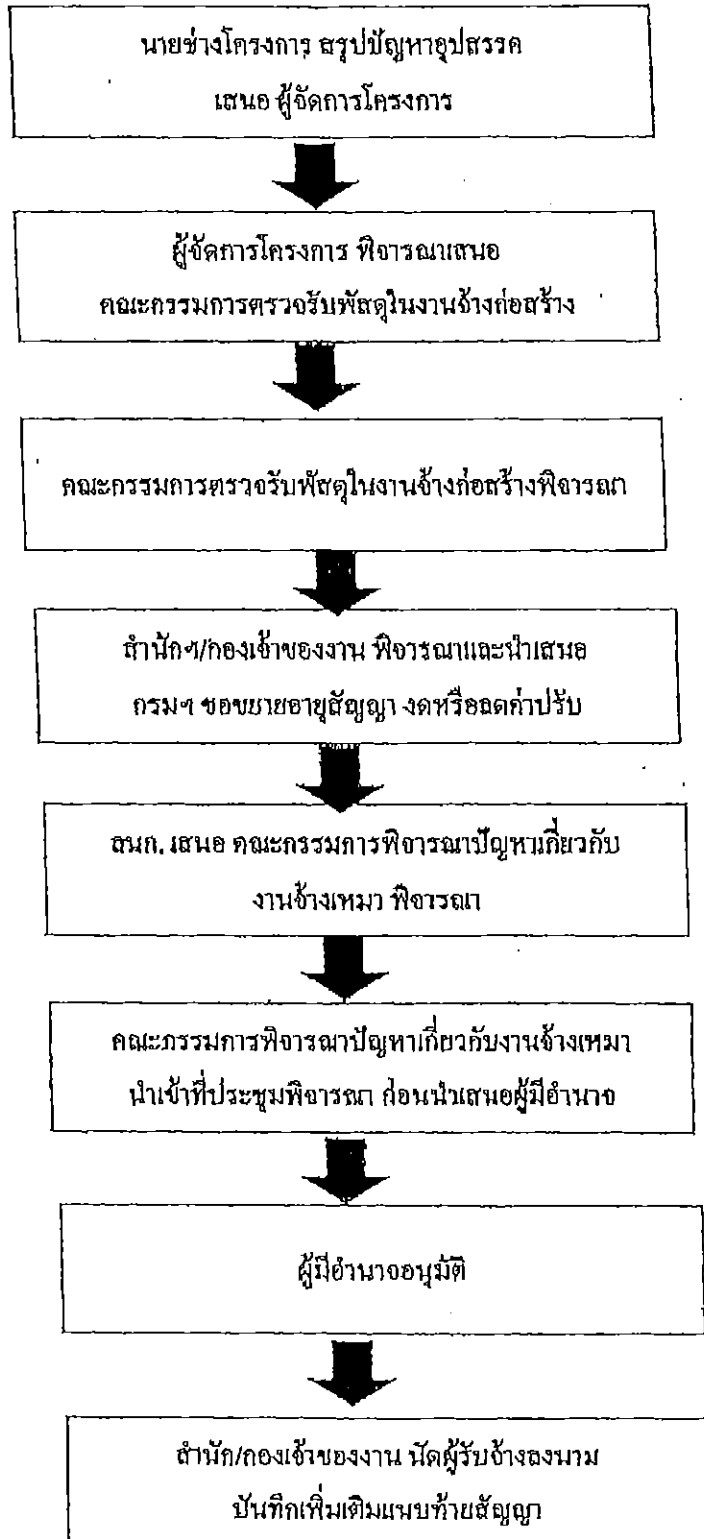 นายช่างโครงการ สรุปปัญหาอุปสรรค
เสนอ ผู้จัดการโครงการ
ผู้จัดการโครงการ พิจารณาเสนอ
คณะกรรมการตรวจรับพัสดุในงานจ้างก่อสร้าง
คณะกรรมการตรวจรับพัสดุในงานจ้างก่อสร้างพิจารณา
สำนักฯ/กองเจ้าของงาน พิจารณาและนำเสนอ
กรมฯ ขอขยายอายุสัญญา งดหรือลดค่าปรับ
สนก. เสนอ คณะกรรมการพิจารณาปัญหาเกี่ยวกับ
งานจ้างเหมา พิจารณา
คณะกรรมการพิจารณาปัญหาเกี่ยวกับงานจ้างเหมา
นำเข้าที่ประชุมพิจารณา ก่อนนำเสนอผู้มีอำนาจ
ผู้มีอำนาจอนุมัติ
สำนัก/กองเจ้าของงาน นัดผู้รับจ้างลงนาม
บันทึกเพิ่มเติมแนบท้ายสัญญา